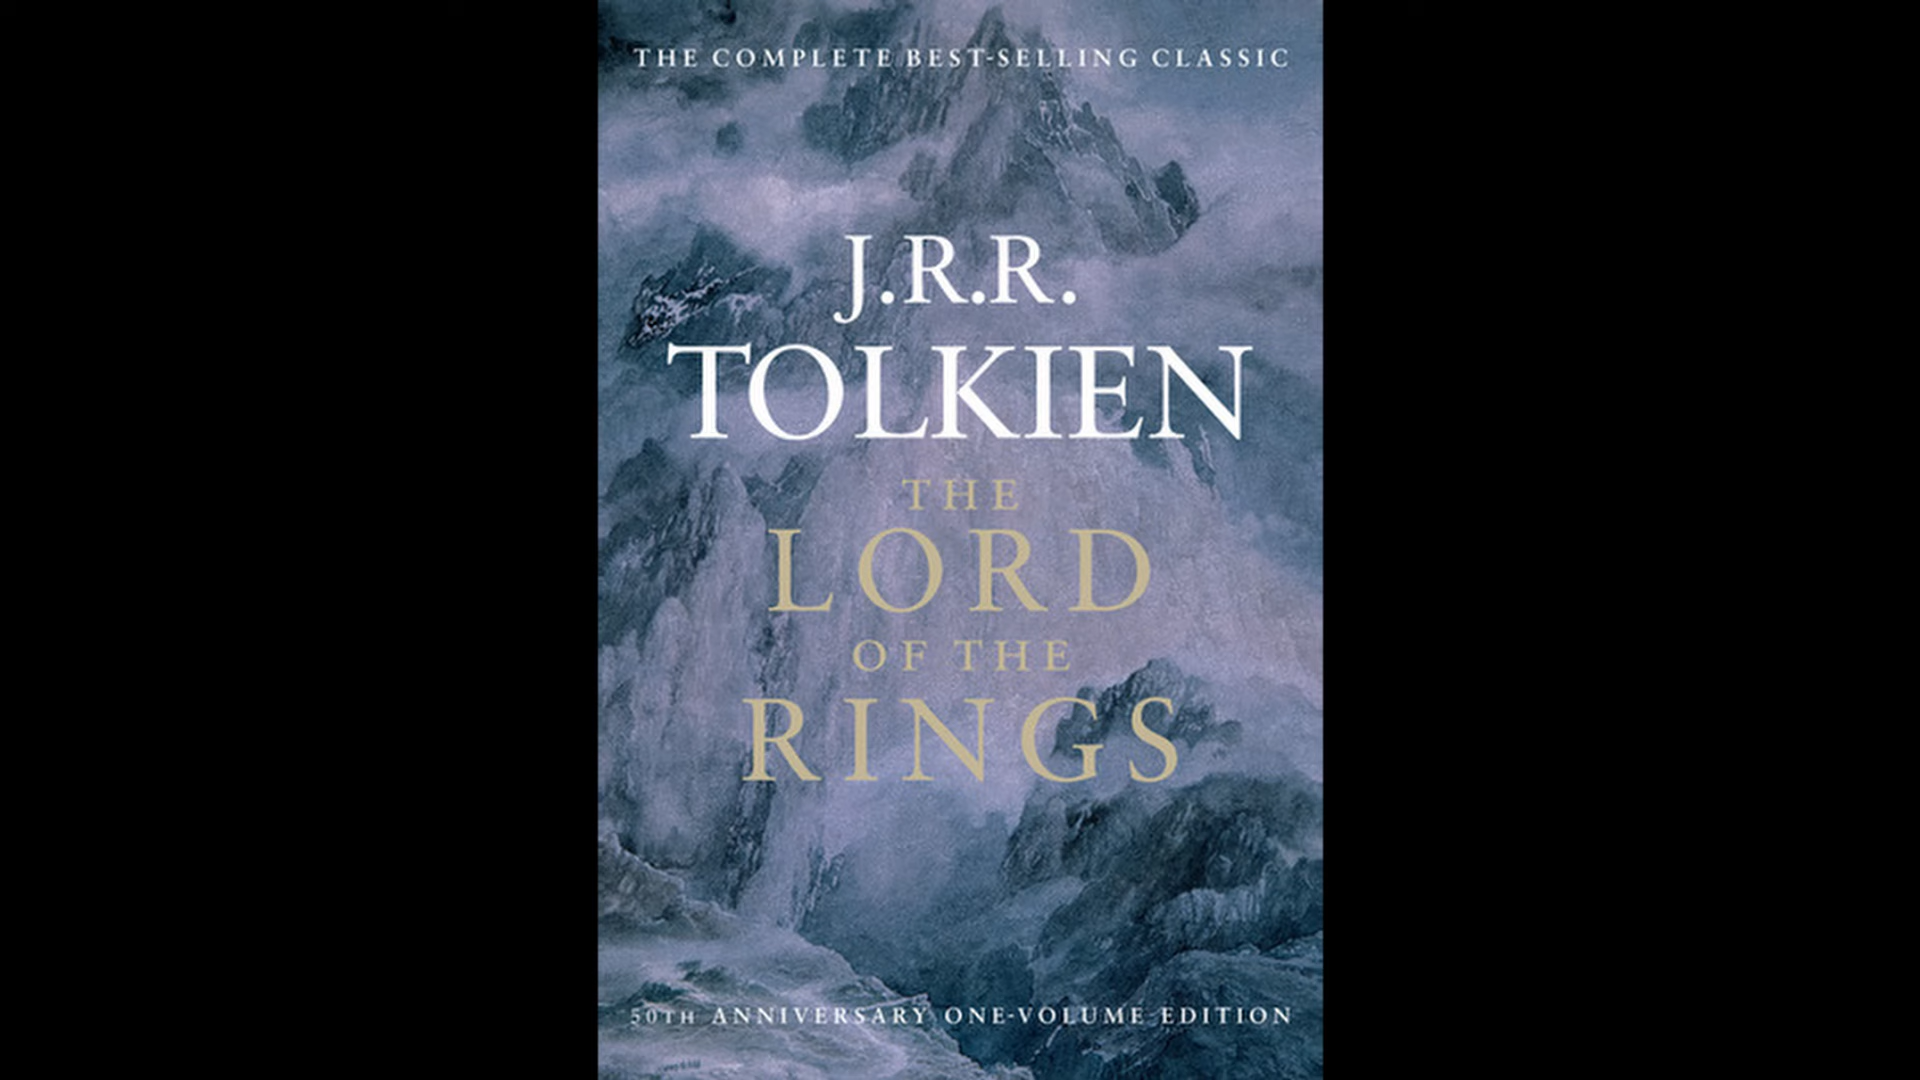 THE COMPLETE BEST-SELLING CLASSIC
J.R.R.
TOLKIEN
THE
LORD
OF THE
RINGS
50TH ANNIVERSARY ONE-VOLUME EDITION